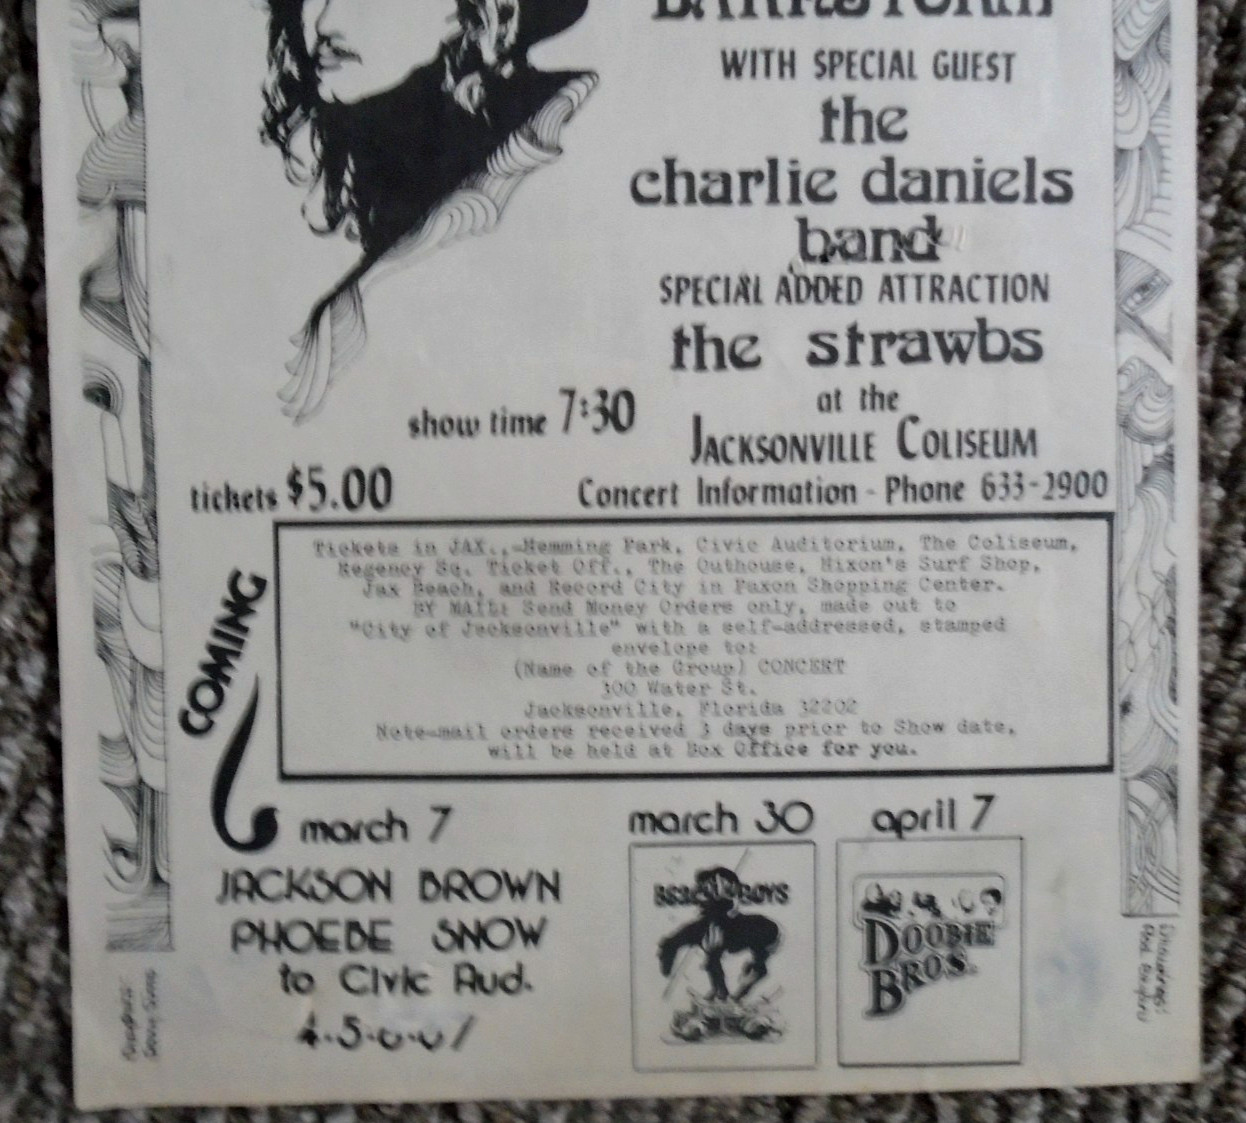 BARNSTORM
WITH SPECIAL GUEST
the
charlie daniels
band
SPECIAL ADDED ATTRACTION
the strawbs
at the
show time 7:30
JACKSONVILLE COLISEUM
tickets $5.00
Concert Information - Phone 633-2900
Tickets in JAX.,-Hemming Park, Civic Auditorium, The Coliseum,
Regency Sq. Ticket Off., The Outhouse, Hixon's Surf Shop,
Jax Beach, and Record City in Paxon Shopping Center.
BY MAIL: Send Money Orders only, made out to
"City of Jacksonville" with a self-addressed, stamped
envelope to:
(Name of the Group) CONCERT
300 Water St.
Jacksonville, Florida 32202
Note-mail orders received 3 days prior to Show date,
will be held at Box Office for you.
COMING
march 7
JACKSON BROWN
PHOEBE SNOW
to Civic Aud.
march 30
BEACH BOYS
april 7
DOOBIE
BROS.